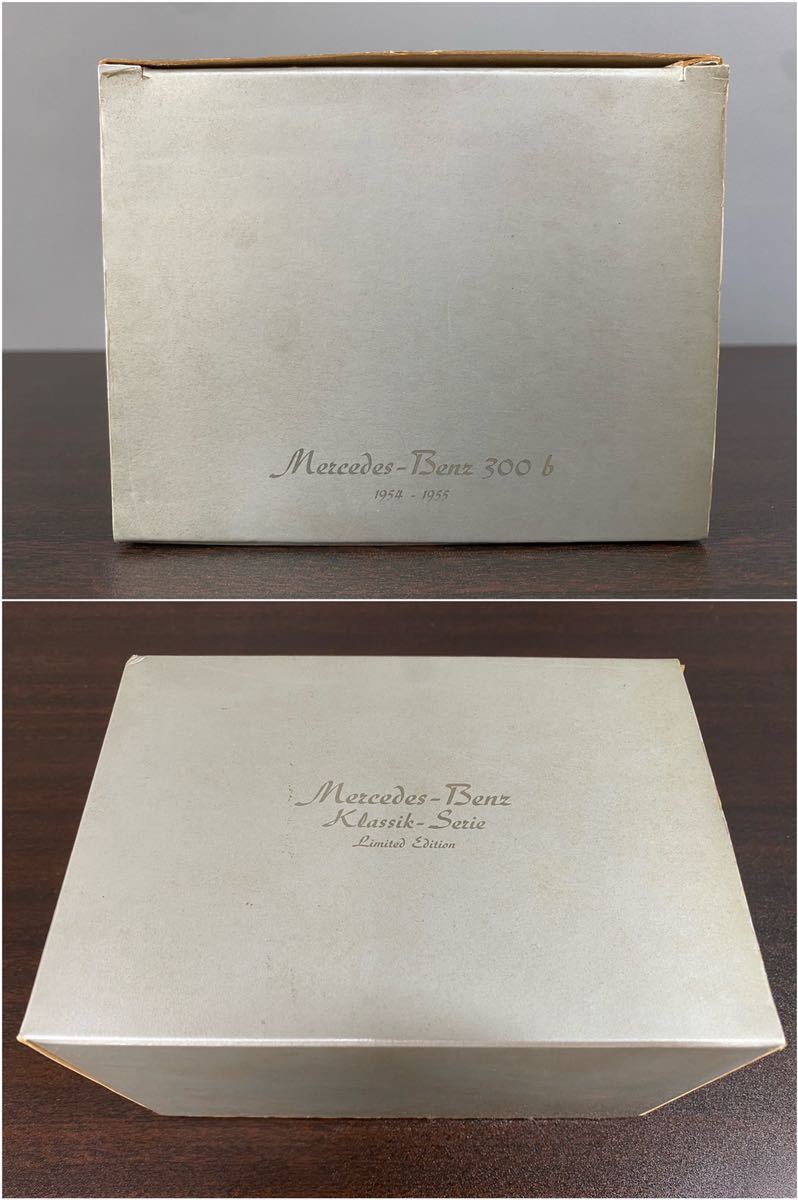 Mercedes-Benz 300 b
1954 - 1955
Mercedes-Benz
Klassik-Serie
Limited Edition